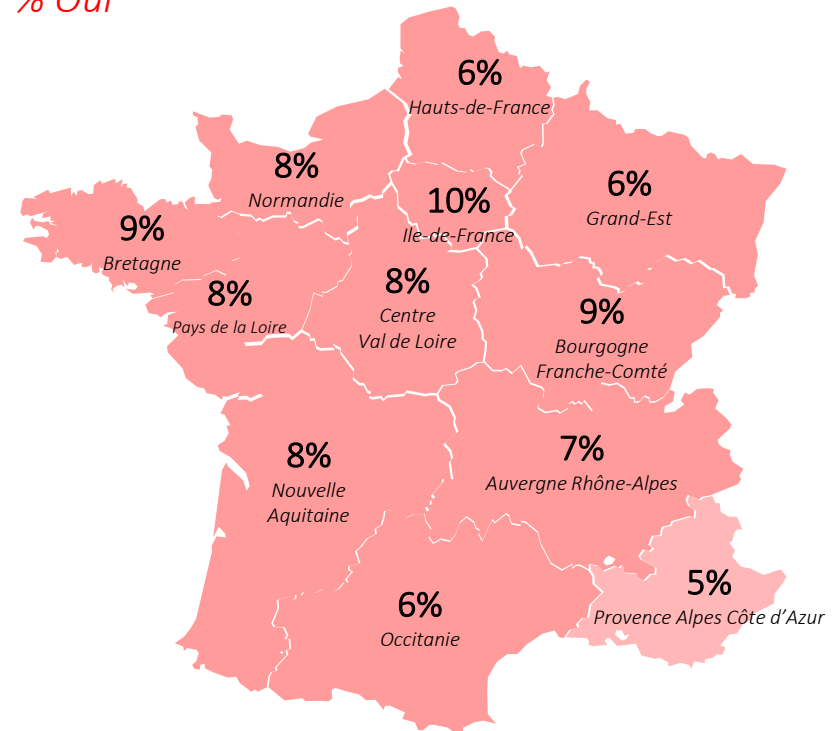 % Oui
6%
Hauts-de-France
8%
Normandie
10%
Ile-de-France
6%
Grand-Est
9%
Bretagne
8%
Pays de la Loire
8%
Centre
Val de Loire
9%
Bourgogne
Franche-Comté
8%
Nouvelle
Aquitaine
7%
Auvergne Rhône-Alpes
5%
Provence Alpes Côte d’Azur
6%
Occitanie